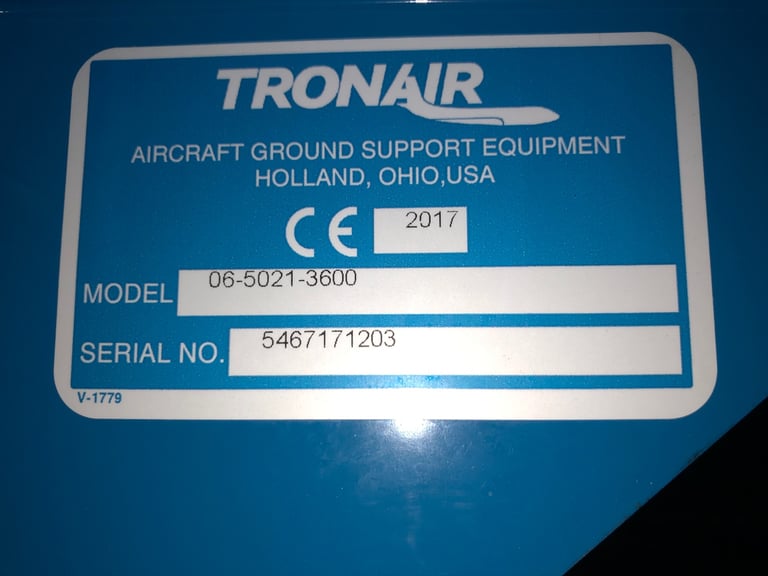 TRONAIR
AIRCRAFT GROUND SUPPORT EQUIPMENT
HOLLAND, OHIO,USA
CE 2017
MODEL 06-5021-3600
SERIAL NO. 5467171203
V-1779